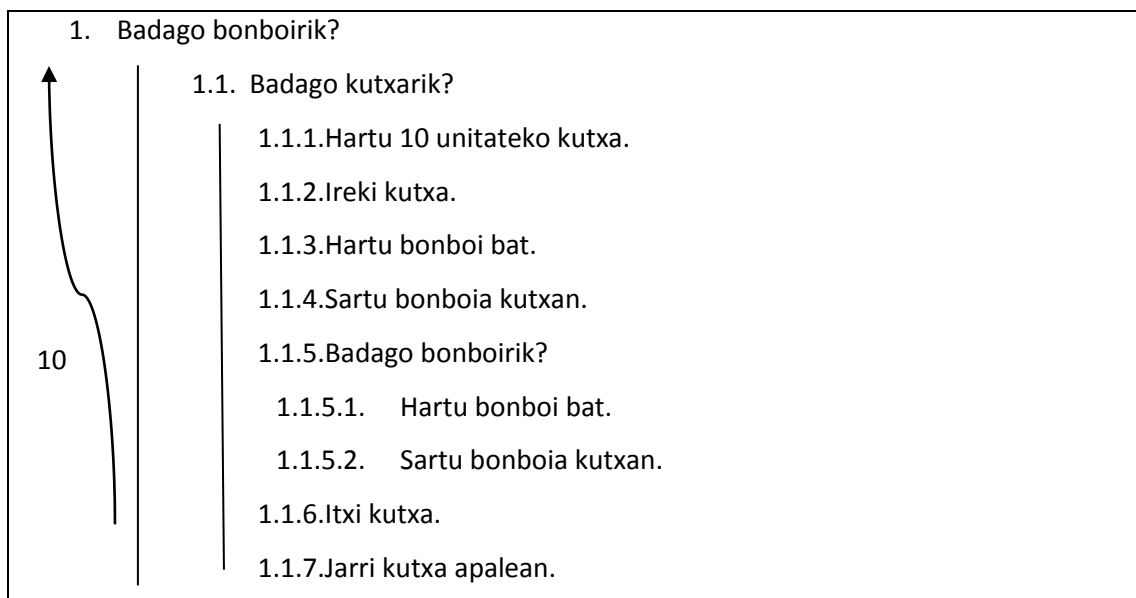 1. Badago bonboirik?
1.1. Badago kutxarik?
1.1.1.Hartu 10 unitateko kutxa.
1.1.2.Ireki kutxa.
1.1.3.Hartu bonboi bat.
1.1.4.Sartu bonboia kutxan.
10
1.1.5.Badago bonboirik?
1.1.5.1. Hartu bonboi bat.
1.1.5.2. Sartu bonboia kutxan.
1.1.6.Itxi kutxa.
1.1.7.Jarri kutxa apalean.